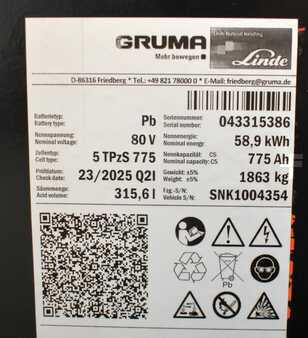 GRUMA
Mehr bewegen
Linde Material Handling
Linde
D-86316 Friedberg * Tel.: +49 821 78000 0 * E-Mail: friedberg@gruma.de
Batterietyp: Pb
Battery type:
Seriennummer: 043315386
Serial number:
Nennspannung: 80 V
Nominal voltage:
Nennenergie: 58,9 kWh
Nominal energy:
Zellentyp: 5 TPzS 775
Cell type:
Nennkapazität: C5 775 Ah
Nominal capacity: C5
Prüfdatum: 23/2025 Q2I
Check date:
Gewicht: ±5% 1863 kg
Weight: ±5%
Säuremenge: 315,6 l
Acid volume:
Fzg.-S/N: SNK1004354
Vehicle S/N:
Pb